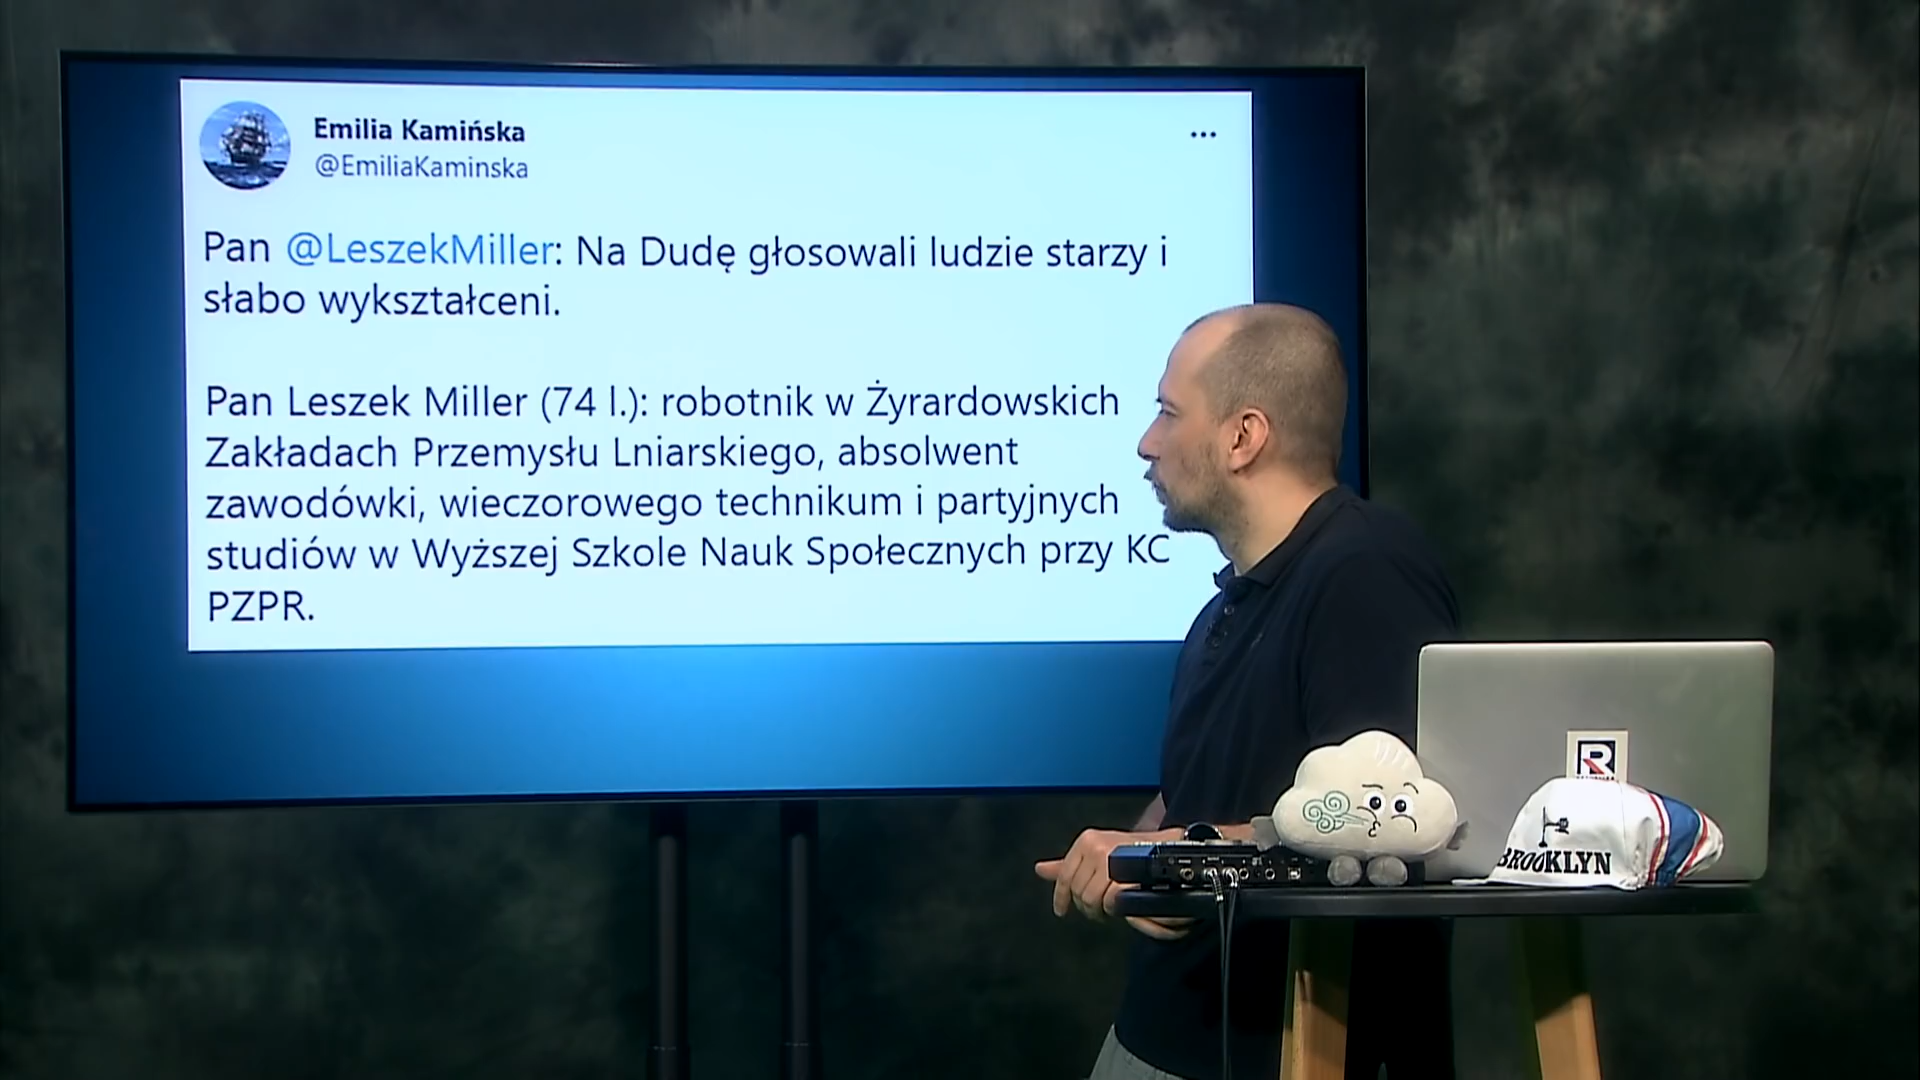 Emilia Kamińska
@EmiliaKaminska
Pan @LeszekMiller: Na Dudę głosowali ludzie starzy i
słabo wykształceni.
Pan Leszek Miller (74 l.): robotnik w Żyrardowskich
Zakładach Przemysłu Lniarskiego, absolwent
zawodówki, wieczorowego technikum i partyjnych
studiów w Wyższej Szkole Nauk Społecznych przy KC
PZPR.
R
BROOKLYN